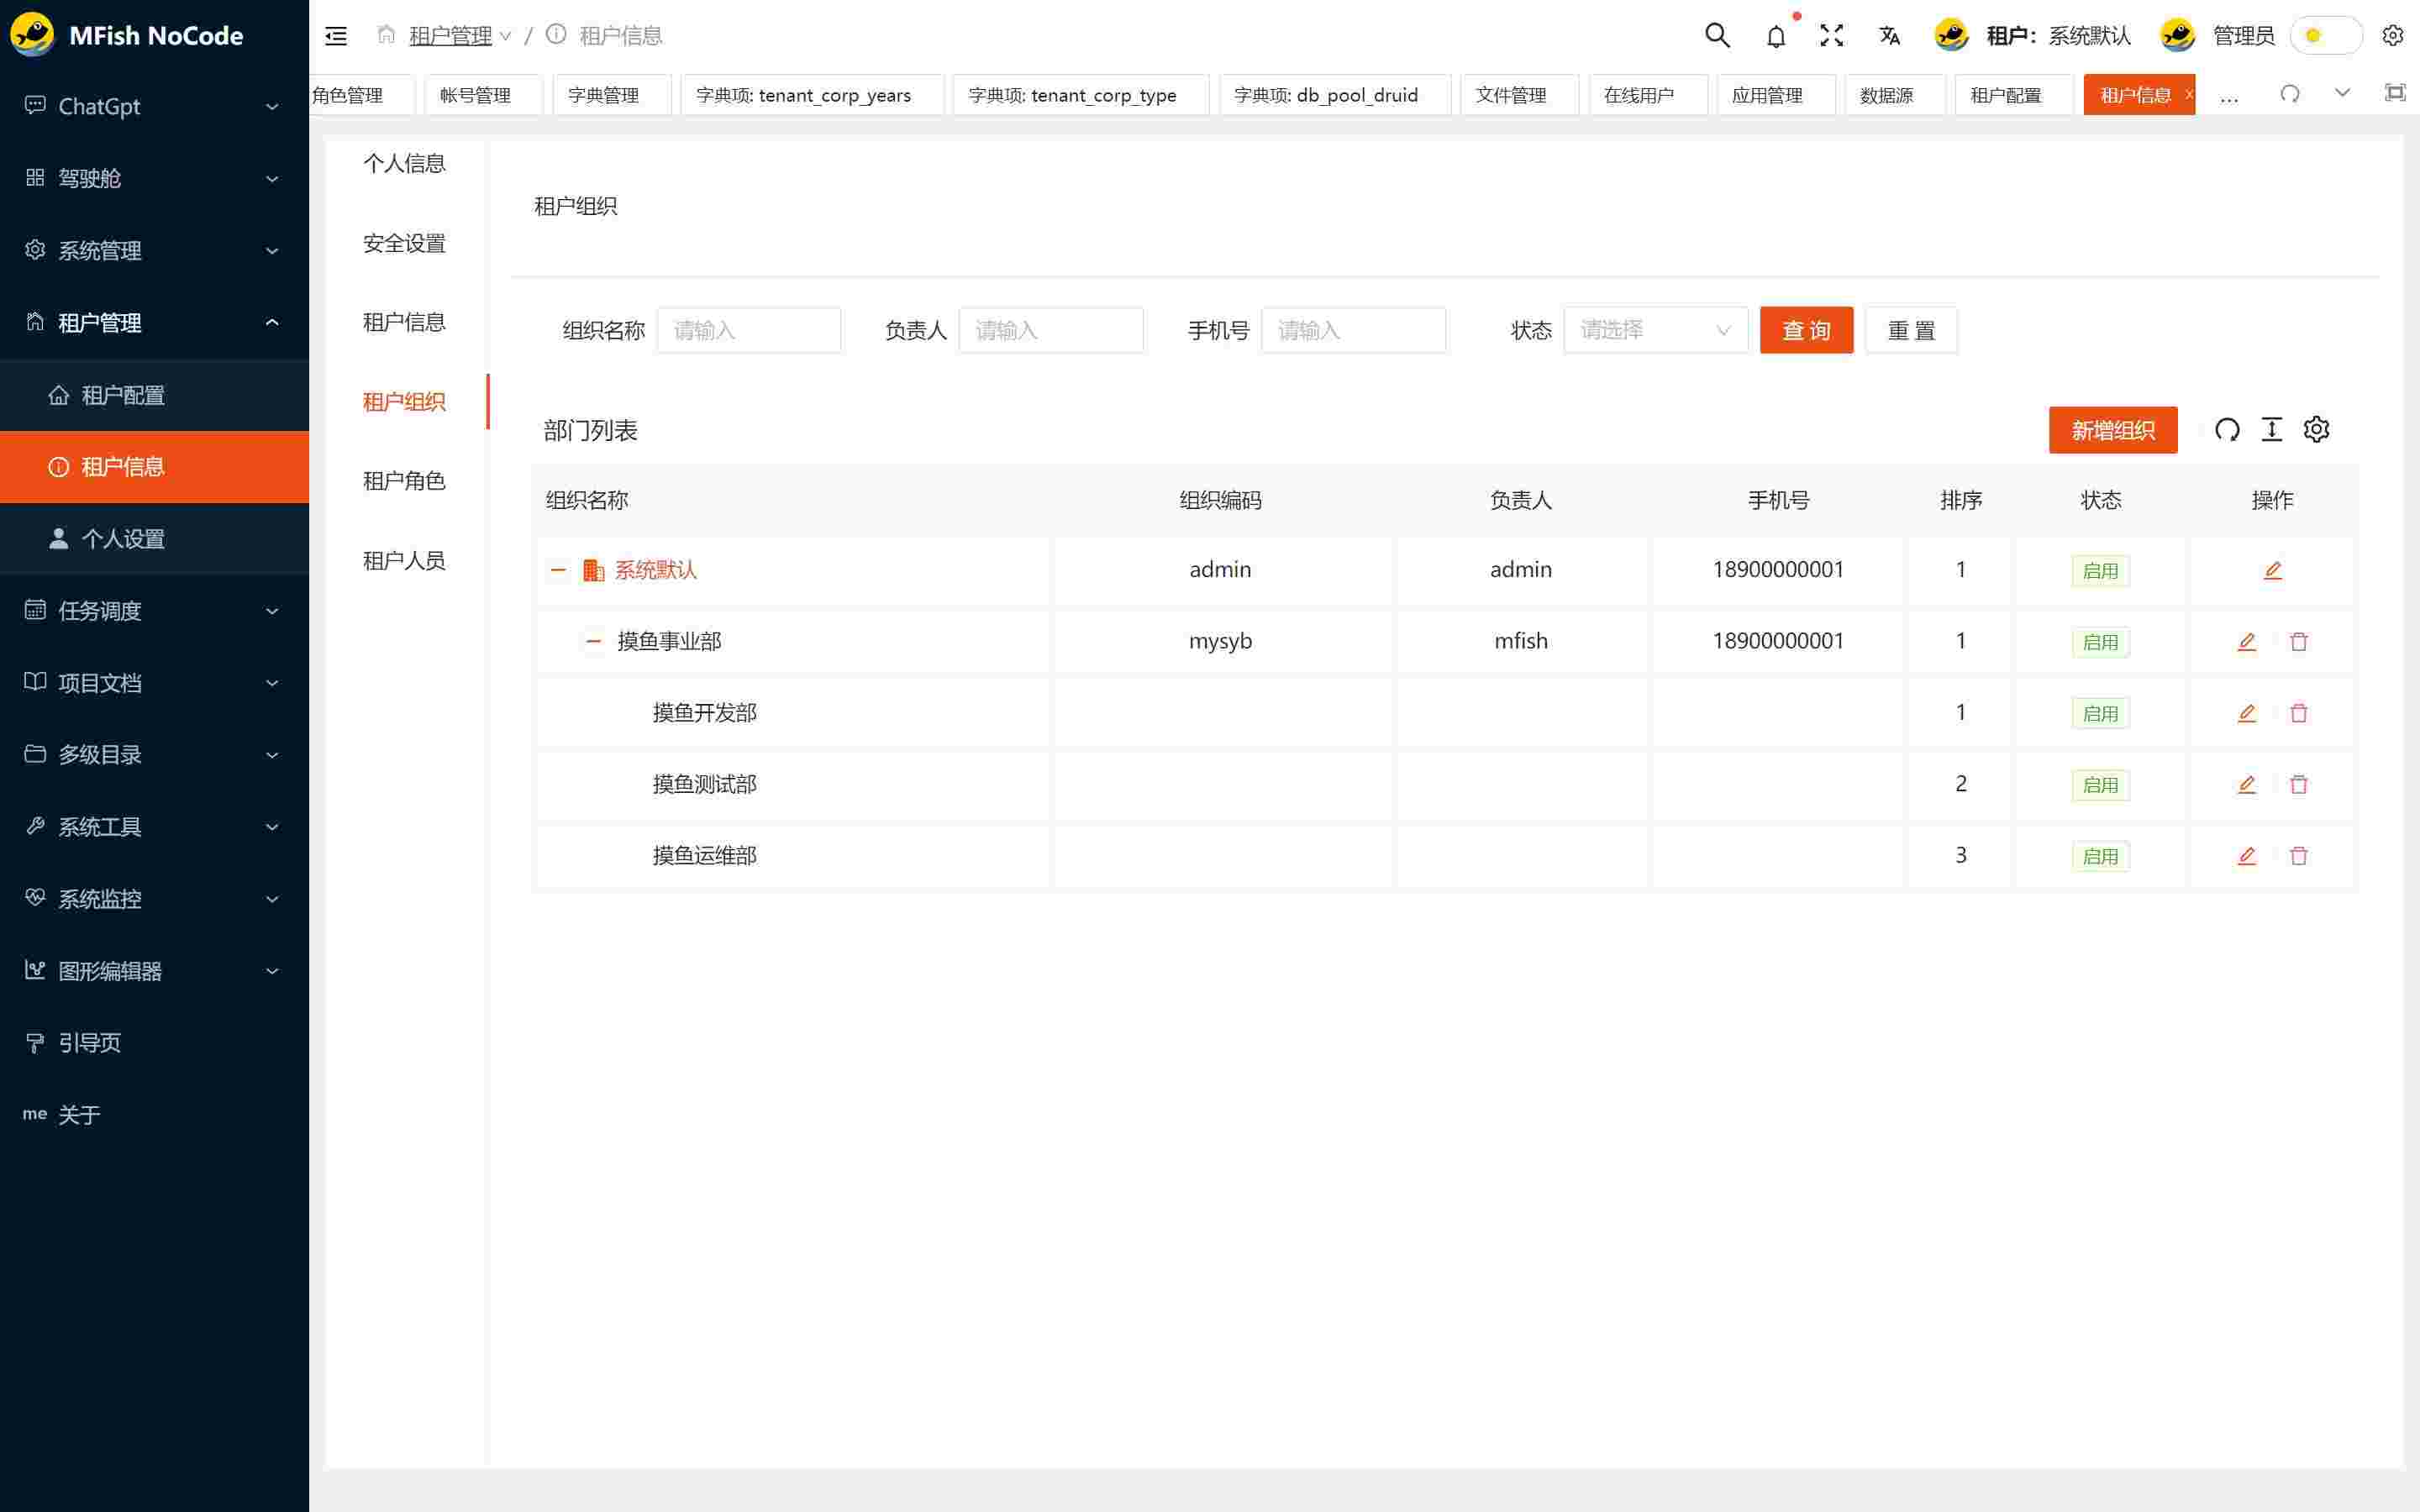 MFish NoCode
ChatGpt
驾驶舱
系统管理
租户管理
租户配置
租户信息
个人设置
任务调度
项目文档
多级目录
系统工具
系统监控
图形编辑器
引导页
me 关于
租户管理 / 租户信息
租户: 系统默认 管理员
角色管理 帐号管理 字典管理 字典项: tenant_corp_years 字典项: tenant_corp_type 字典项: db_pool_druid 文件管理 在线用户 应用管理 数据源 租户配置 租户信息 × ...
个人信息
安全设置
租户信息
租户组织
租户角色
租户人员
租户组织
组织名称 请输入 负责人 请输入 手机号 请输入 状态 请选择 查 询 重 置
部门列表 新增组织
组织名称 组织编码 负责人 手机号 排序 状态 操作
系统默认 admin admin 18900000001 1 启用
摸鱼事业部 mysyb mfish 18900000001 1 启用
摸鱼开发部 1 启用
摸鱼测试部 2 启用
摸鱼运维部 3 启用